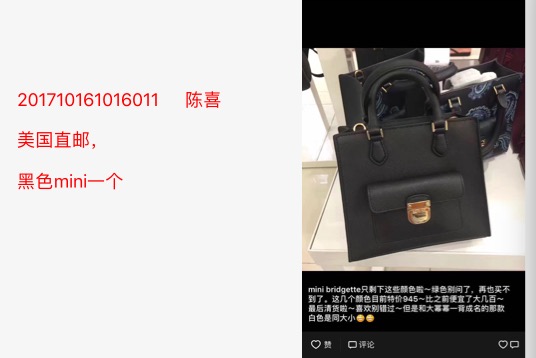 201710161016011 陈喜
美国直邮，
黑色mini一个
mini bridgette只剩下这些颜色啦～绿色别问了，再也买不
到了。这几个颜色目前特价945～比之前便宜了大几百～
最后清货啦～喜欢别错过～但是和大幂幂一背成名的那款
白色是同大小😄😄
赞
评论